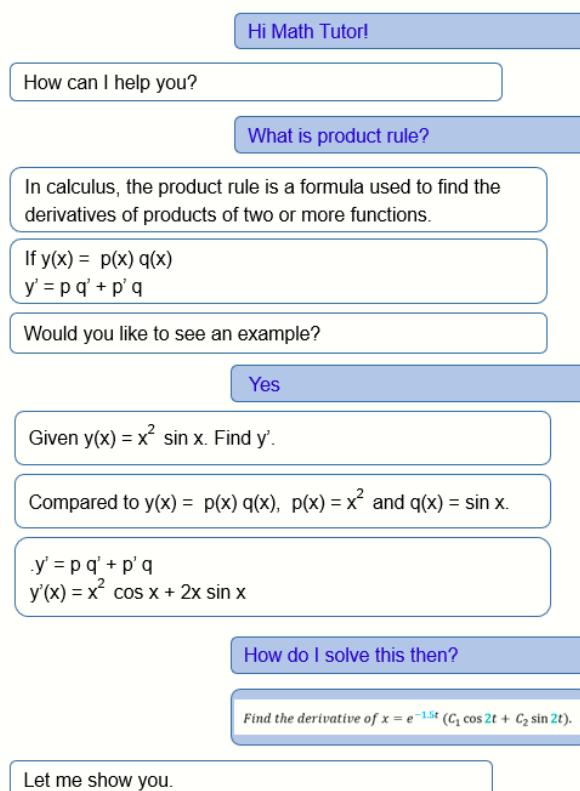 Hi Math Tutor!
How can I help you?
What is product rule?
In calculus, the product rule is a formula used to find the
derivatives of products of two or more functions.
If y(x) = p(x) q(x)
y' = p q' + p' q
Would you like to see an example?
Yes
Given y(x) = x² sin x. Find y'.
Compared to y(x) = p(x) q(x), p(x) = x² and q(x) = sin x.
.y' = p q' + p' q
y'(x) = x² cos x + 2x sin x
How do I solve this then?
Find the derivative of x = e^{-1.5t} (C₁ cos 2t + C₂ sin 2t).
Let me show you.